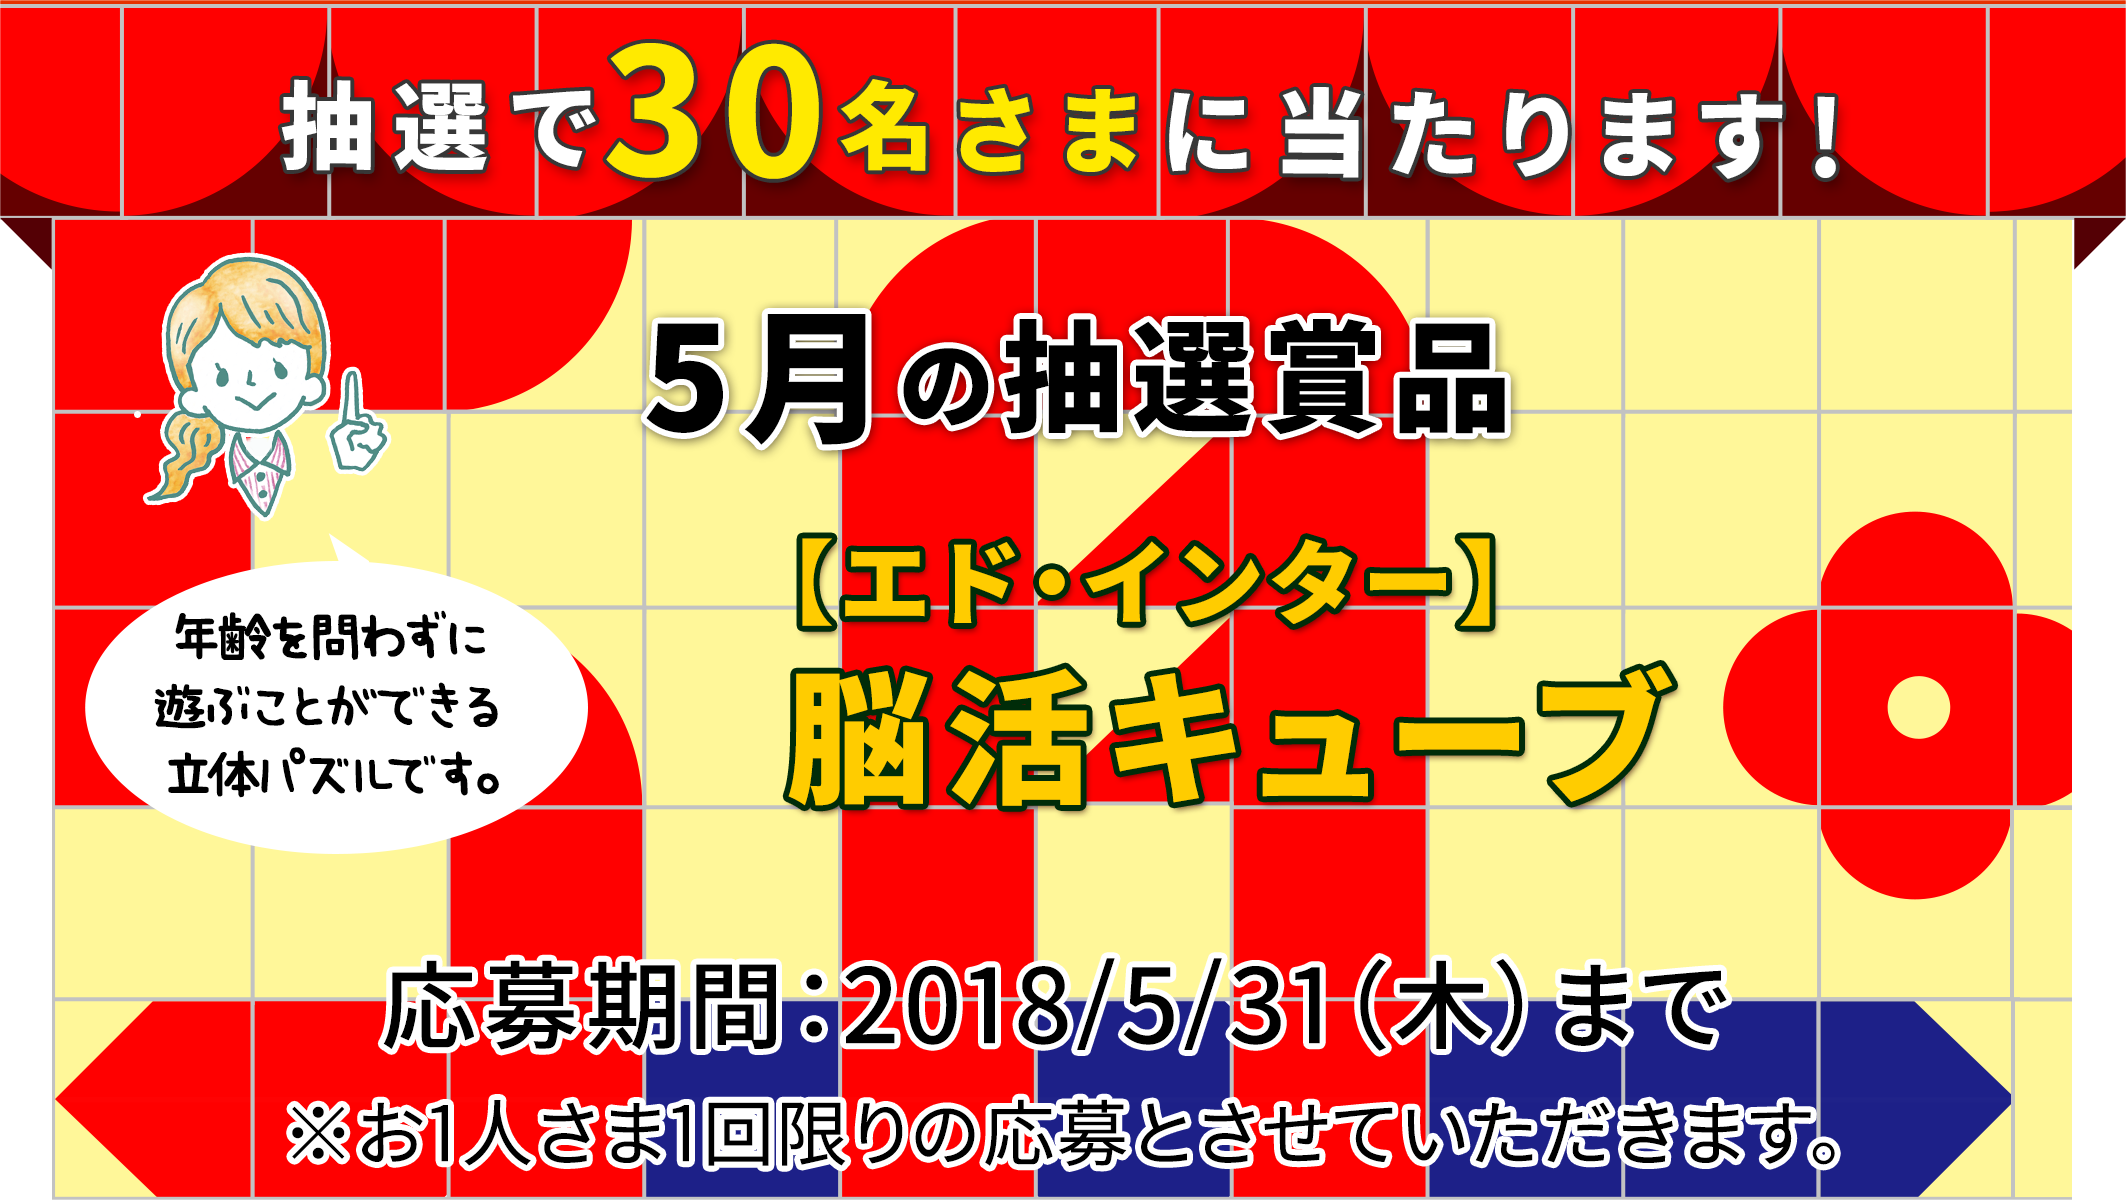 抽選で30名さまに当たります!
5月の抽選賞品
【エド・インター】
脳活キューブ
年齢を問わずに
遊ぶことができる
立体パズルです。
応募期間：2018/5/31（木）まで
※お1人さま1回限りの応募とさせていただきます。